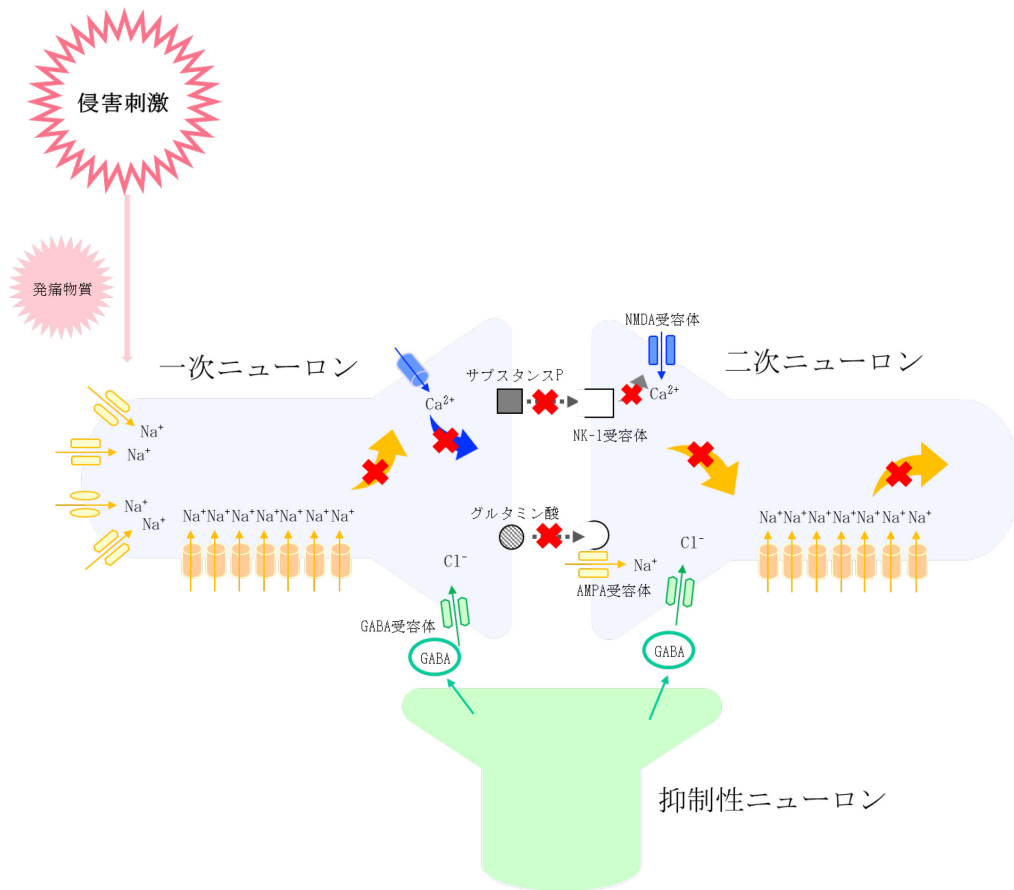 侵害刺激
発痛物質
NMDA受容体
一次ニューロン
二次ニューロン
サブスタンスP
Ca²⁺
Ca²⁺
NK-1受容体
Na⁺
Na⁺
Na⁺
Na⁺
グルタミン酸
Na⁺Na⁺Na⁺Na⁺Na⁺Na⁺Na⁺
Na⁺Na⁺Na⁺Na⁺Na⁺Na⁺Na⁺
Cl⁻
Cl⁻
Na⁺
AMPA受容体
GABA受容体
GABA
GABA
抑制性ニューロン